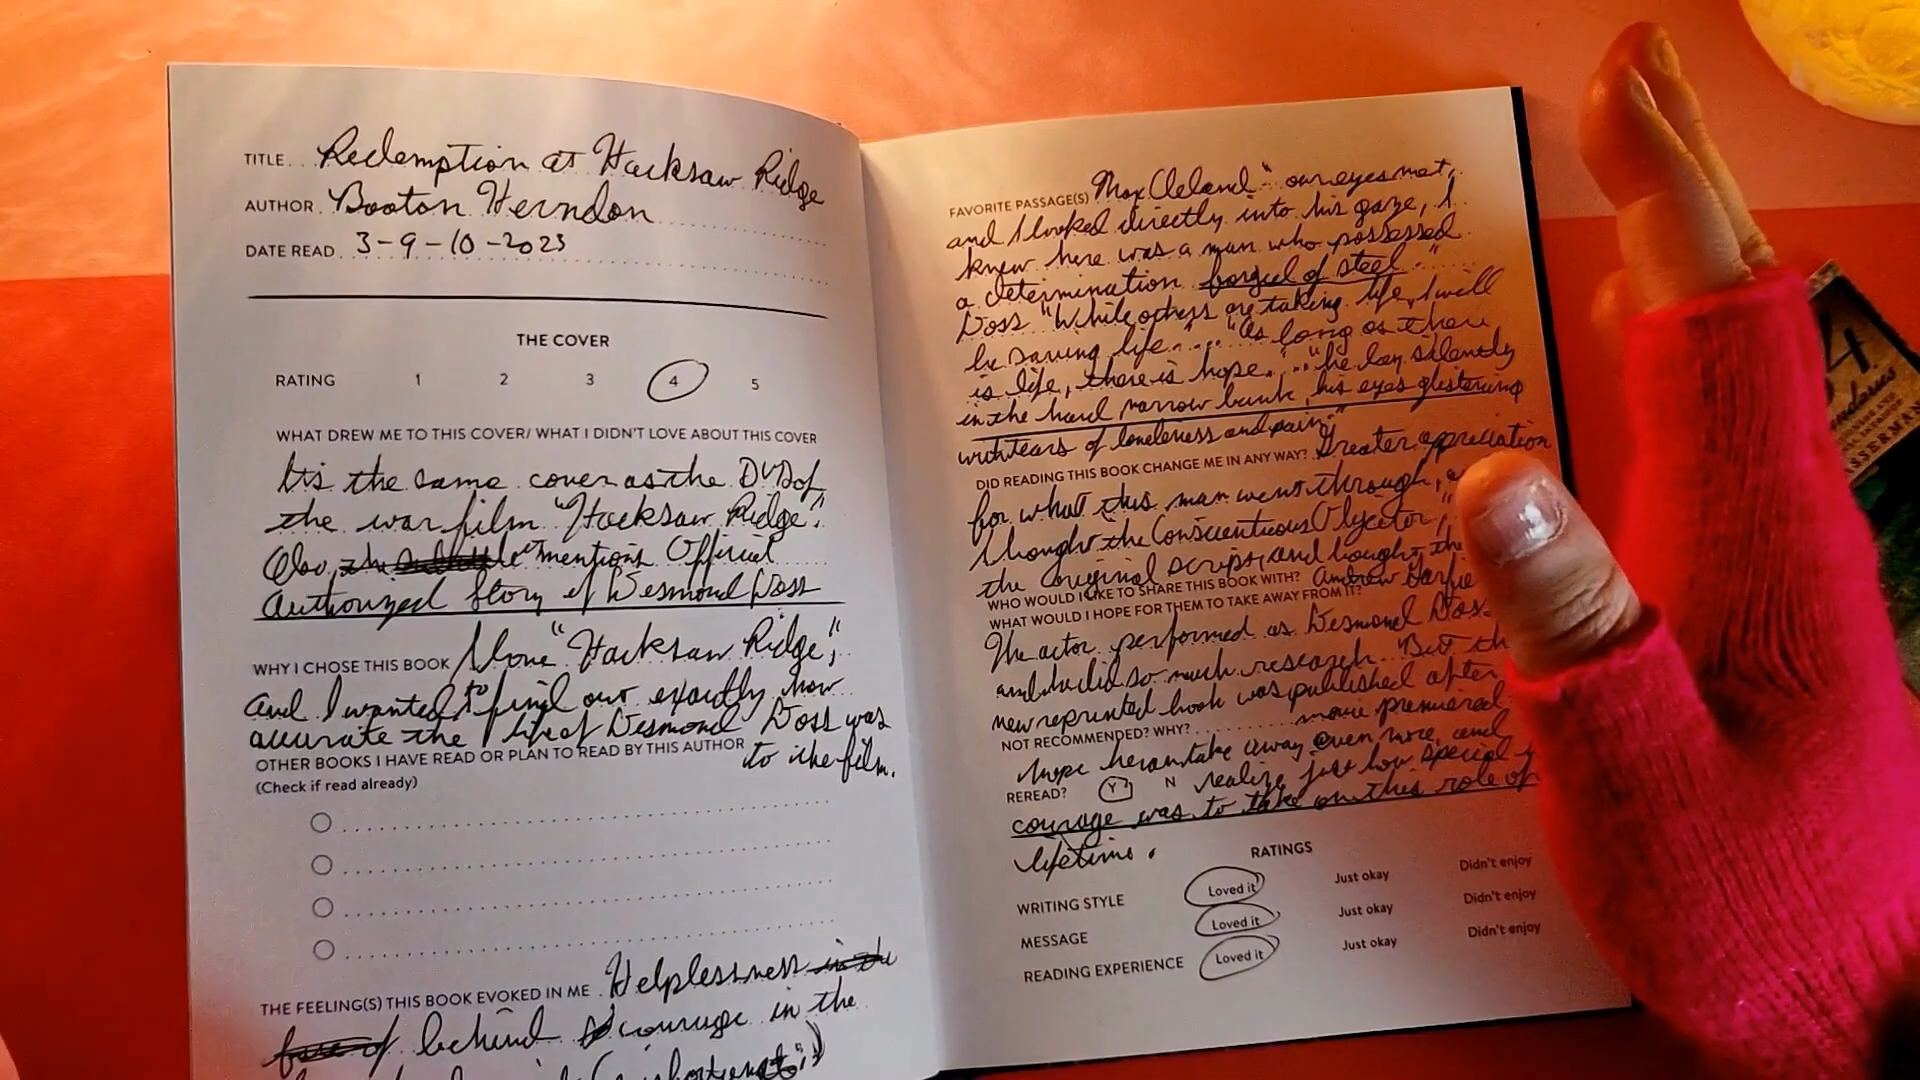 TITLE... Redemption at Hacksaw Ridge
AUTHOR. Booton Herndon
DATE READ. 3-9-10-2023
THE COVER
RATING 1 2 3 4 5
WHAT DREW ME TO THIS COVER/ WHAT I DIDN'T LOVE ABOUT THIS COVER
It's the same cover as the DVD of
the war film "Hacksaw Ridge".
Also, the it mentions Official
Authorized Story of Desmond Doss
WHY I CHOSE THIS BOOK I love "Hacksaw Ridge",
and I wanted to find out exactly how
accurate the life of Desmond Doss was
to the film.
OTHER BOOKS I HAVE READ OR PLAN TO READ BY THIS AUTHOR
(Check if read already)
THE FEELING(S) THIS BOOK EVOKED IN ME. Helplessness in the
behind courage in the
FAVORITE PASSAGE(S) Max Cleland "our eyes met,
and I looked directly into his gaze, I
knew here was a man who possessed
a determination forged of steel."
Doss "While others are taking life, I will
be saving life...." "As long as there
is life, there is hope." "he lay silently
in the hard narrow bunk, his eyes glistening
with tears of loneliness and pain"
DID READING THIS BOOK CHANGE ME IN ANY WAY? Greater appreciation
for what this man went through,
I bought the Conscientious Objector,"
the original script, and bought the
WHO WOULD I LIKE TO SHARE THIS BOOK WITH? Andrew Garfie
WHAT WOULD I HOPE FOR THEM TO TAKE AWAY FROM IT?
The actor performed as Desmond Doss
and he did so much research. But th
new reprinted book was published after
NOT RECOMMENDED? WHY?........ movie premiered.
I hope he can take away even more, and
REREAD? Y N realize just how special
courage was to take on this role of
lifetime.
RATINGS
WRITING STYLE Loved it Just okay Didn't enjoy
MESSAGE Loved it Just okay Didn't enjoy
READING EXPERIENCE Loved it Just okay Didn't enjoy